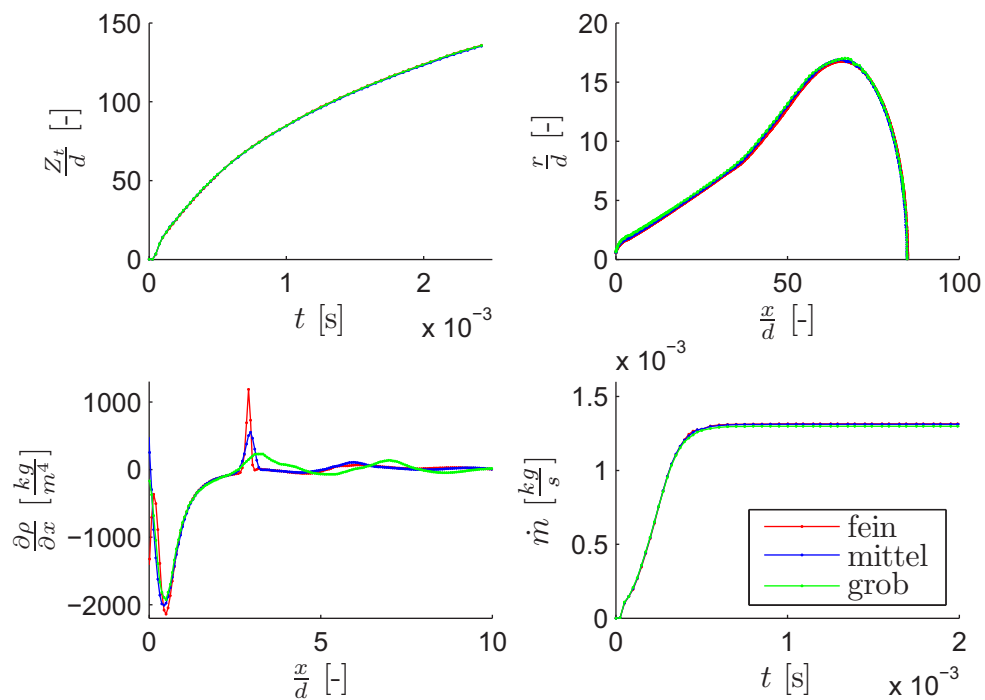 150
100
50
0
Z_t/d [-]
0 1 2
t [s]
x 10⁻³
20
15
10
5
0
r/d [-]
0 50 100
x/d [-]
1000
0
−1000
−2000
∂ρ/∂x [kg/m⁴]
0 5 10
x/d [-]
x 10⁻³
1.5
1
0.5
0
ṁ [kg/s]
fein
mittel
grob
0 1 2
t [s]
x 10⁻³